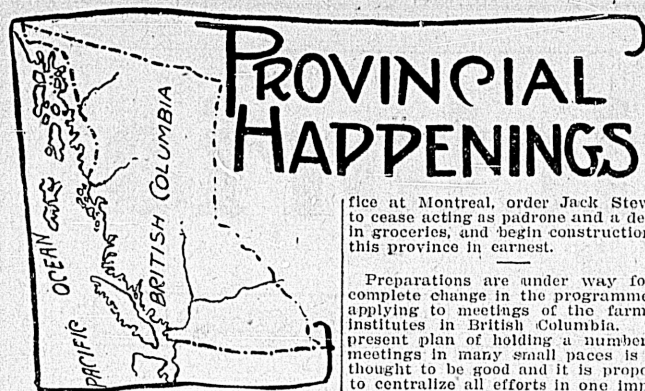 PROVINCIAL
HAPPENINGS
PACIFIC OCEAN
BRITISH COLUMBIA
fice at Montreal, order Jack Stew
to cease acting as padrone and a de
in groceries, and begin construction
this province in earnest.
Preparations are under way fo
complete change in the programme
applying to meetings of the farm
institutes in British Columbia.
present plan of holding a number
meetings in many small paces is
thought to be good and it is propo
to centralize all efforts in one imp